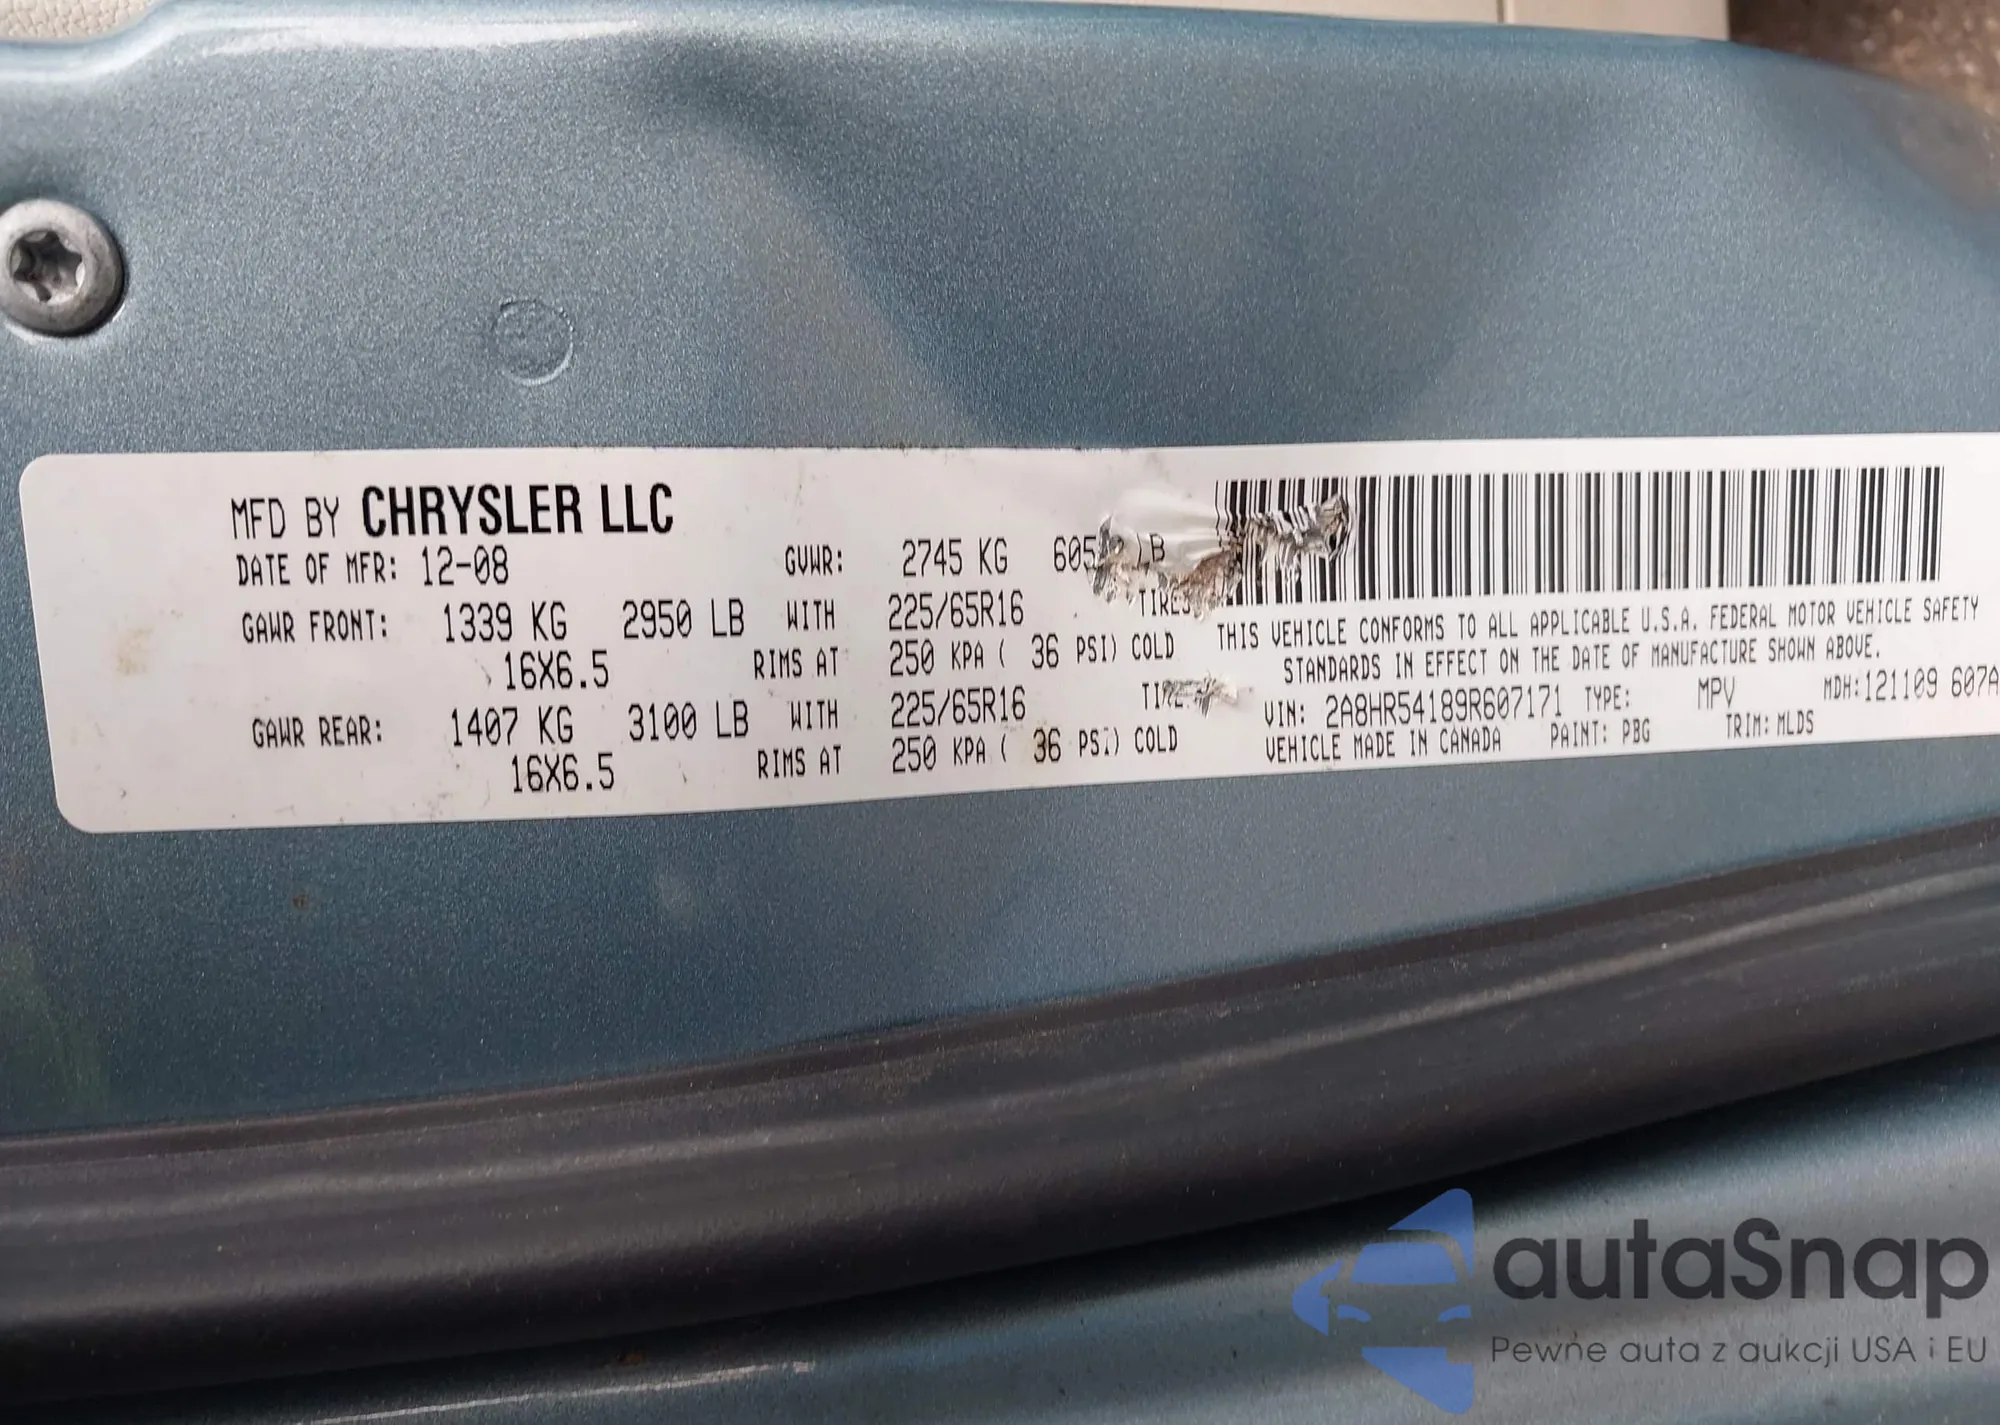 MFD BY CHRYSLER LLC
DATE OF MFR: 12-08 GVWR: 2745 KG LB
GAWR FRONT: 1339 KG 2950 LB WITH 225/65R16 TIRES
16X6.5 RIMS AT 250 KPA ( 36 PSI) COLD
GAWR REAR: 1407 KG 3100 LB WITH 225/65R16
16X6.5 RIMS AT 250 KPA ( 36 PSI) COLD
THIS VEHICLE CONFORMS TO ALL APPLICABLE U.S.A. FEDERAL MOTOR VEHICLE SAFETY
STANDARDS IN EFFECT ON THE DATE OF MANUFACTURE SHOWN ABOVE.
VIN: 2A8HR54189R607171 TYPE: MPV MDH:121109 607A
VEHICLE MADE IN CANADA PAINT: PBG TRIM: MLDS
autaSnap
Pewne auta z aukcji USA i EU